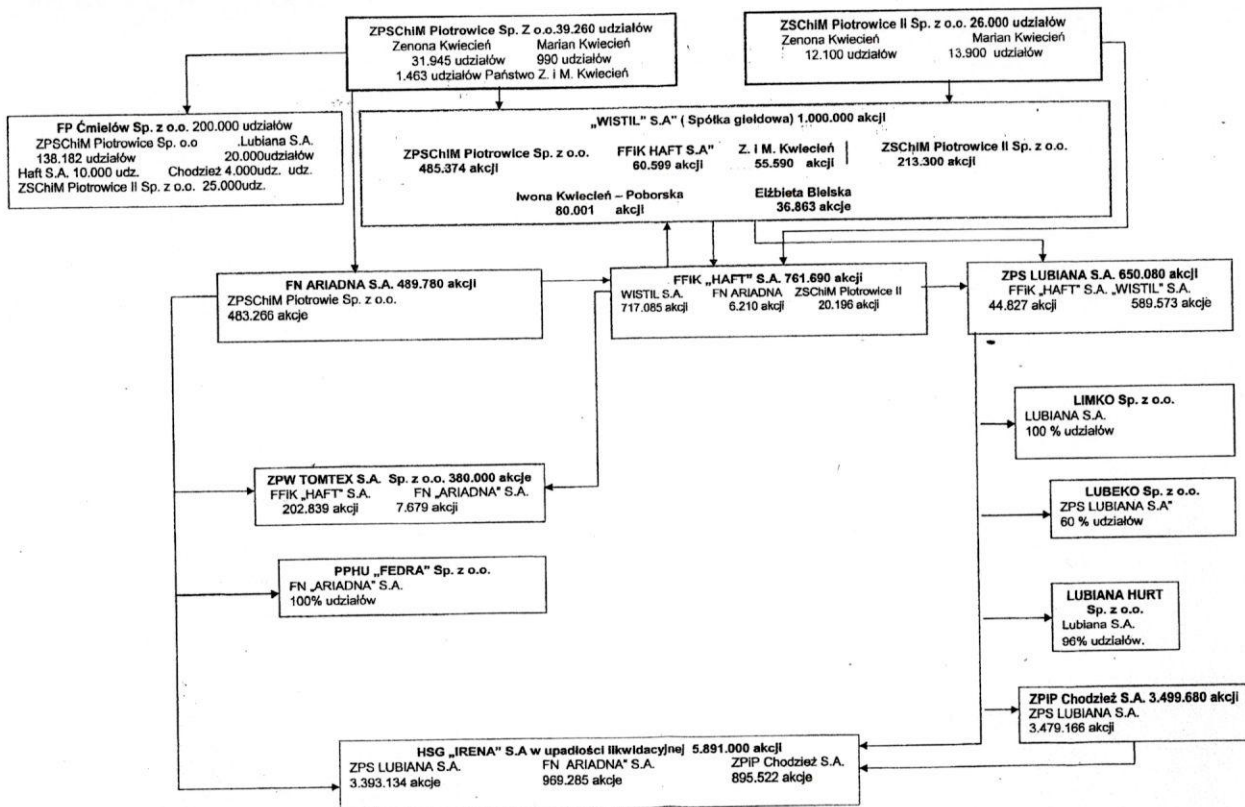 ZPSChiM Piotrowice Sp. Z o.o.39.260 udziałów
Zenona Kwiecień Marian Kwiecień
31.945 udziałów 990 udziałów
1.463 udziałów Państwo Z. i M. Kwiecień
ZSChiM Piotrowice II Sp. z o.o. 26.000 udziałów
Zenona Kwiecień Marian Kwiecień
12.100 udziałów 13.900 udziałów
FP Ćmielów Sp. z o.o. 200.000 udziałów
ZPSChiM Piotrowice Sp. o.o .Lubiana S.A.
138.182 udziałów 20.000udziałów
Haft S.A. 10.000 udz. Chodzież 4.000udz. udz.
ZSChiM Piotrowice II Sp. z o.o. 25.000udz.
„WISTIL" S.A" ( Spółka giełdowa) 1.000.000 akcji
ZPSChiM Piotrowice Sp. z o.o. FFiK HAFT S.A" Z. i M. Kwiecień ZSChiM Piotrowice II Sp. z o.o.
485.374 akcji 60.599 akcji 55.590 akcji 213.300 akcji
Iwona Kwiecień – Poborska Elżbieta Bielska
80.001 akcji 36.863 akcje
FN ARIADNA S.A. 489.780 akcji
ZPSChiM Piotrowie Sp. z o.o.
483.266 akcje
FFiK „HAFT" S.A. 761.690 akcji
WISTIL S.A. FN ARIADNA ZSChiM Piotrowice II
717.085 akcji 6.210 akcji 20.196 akcji
ZPS LUBIANA S.A. 650.080 akcji
FFiK „HAFT" S.A. „WISTIL" S.A.
44.827 akcji 589.573 akcje
LIMKO Sp. z o.o.
LUBIANA S.A.
100 % udziałów
ZPW TOMTEX S.A. Sp. z o.o. 380.000 akcje
FFiK „HAFT" S.A. FN „ARIADNA" S.A.
202.839 akcji 7.679 akcji
LUBEKO Sp. z o.o.
ZPS LUBIANA S.A"
60 % udziałów
PPHU „FEDRA" Sp. z o.o.
FN „ARIADNA" S.A.
100% udziałów
LUBIANA HURT
Sp. z o.o.
Lubiana S.A.
96% udziałów.
ZPiP Chodzież S.A. 3.499.680 akcji
ZPS LUBIANA S.A.
3.479.166 akcji
HSG „IRENA" S.A w upadłości likwidacyjnej 5.891.000 akcji
ZPS LUBIANA S.A. FN ARIADNA" S.A. ZPiP Chodzież S.A.
3.393.134 akcje 969.285 akcje 895.522 akcje